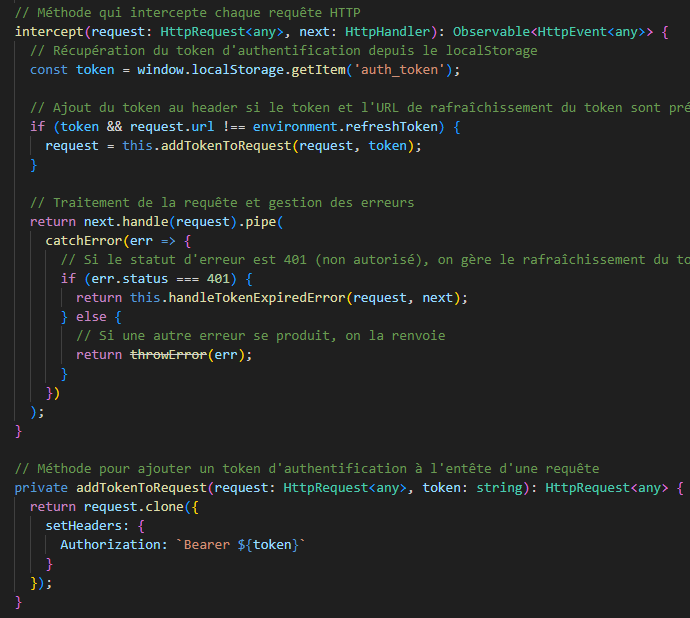 // Méthode qui intercepte chaque requête HTTP
intercept(request: HttpRequest<any>, next: HttpHandler): Observable<HttpEvent<any>> {
// Récupération du token d'authentification depuis le localStorage
const token = window.localStorage.getItem('auth_token');
// Ajout du token au header si le token et l'URL de rafraîchissement du token sont pré
if (token && request.url !== environment.refreshToken) {
request = this.addTokenToRequest(request, token);
}
// Traitement de la requête et gestion des erreurs
return next.handle(request).pipe(
catchError(err => {
// Si le statut d'erreur est 401 (non autorisé), on gère le rafraîchissement du to
if (err.status === 401) {
return this.handleTokenExpiredError(request, next);
} else {
// Si une autre erreur se produit, on la renvoie
return throwError(err);
}
})
);
}
// Méthode pour ajouter un token d'authentification à l'entête d'une requête
private addTokenToRequest(request: HttpRequest<any>, token: string): HttpRequest<any> {
return request.clone({
setHeaders: {
Authorization: `Bearer ${token}`
}
});
}